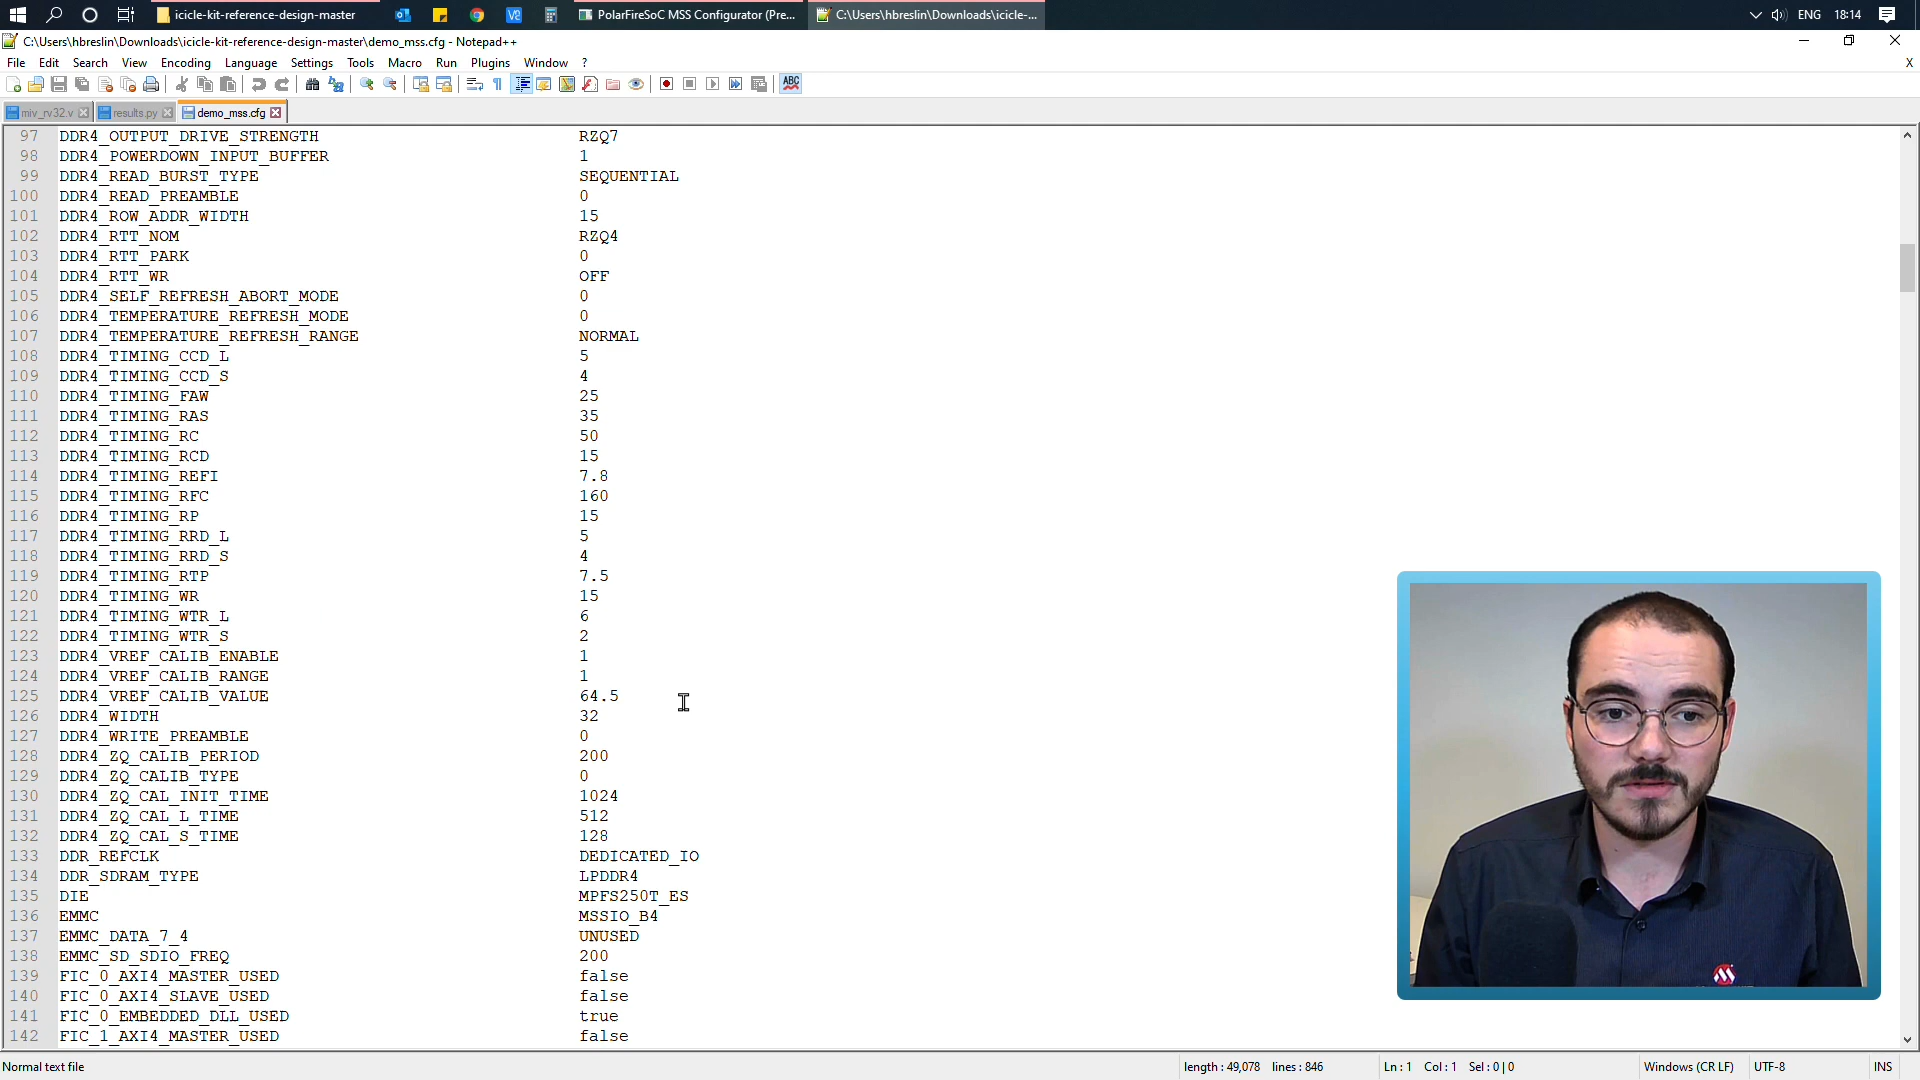 icicle-kit-reference-design-master
PolarFireSoC MSS Configurator (Pre...
C:\Users\hbreslin\Downloads\icicle-...
ENG
18:14
C:\Users\hbreslin\Downloads\icicle-kit-reference-design-master\demo_mss.cfg - Notepad++
File Edit Search View Encoding Language Settings Tools Macro Run Plugins Window ?
X
ABC
miv_rv32.v
results.py
demo_mss.cfg
97 DDR4_OUTPUT_DRIVE_STRENGTH RZQ7
98 DDR4_POWERDOWN_INPUT_BUFFER 1
99 DDR4_READ_BURST_TYPE SEQUENTIAL
100 DDR4_READ_PREAMBLE 0
101 DDR4_ROW_ADDR_WIDTH 15
102 DDR4_RTT_NOM RZQ4
103 DDR4_RTT_PARK 0
104 DDR4_RTT_WR OFF
105 DDR4_SELF_REFRESH_ABORT_MODE 0
106 DDR4_TEMPERATURE_REFRESH_MODE 0
107 DDR4_TEMPERATURE_REFRESH_RANGE NORMAL
108 DDR4_TIMING_CCD_L 5
109 DDR4_TIMING_CCD_S 4
110 DDR4_TIMING_FAW 25
111 DDR4_TIMING_RAS 35
112 DDR4_TIMING_RC 50
113 DDR4_TIMING_RCD 15
114 DDR4_TIMING_REFI 7.8
115 DDR4_TIMING_RFC 160
116 DDR4_TIMING_RP 15
117 DDR4_TIMING_RRD_L 5
118 DDR4_TIMING_RRD_S 4
119 DDR4_TIMING_RTP 7.5
120 DDR4_TIMING_WR 15
121 DDR4_TIMING_WTR_L 6
122 DDR4_TIMING_WTR_S 2
123 DDR4_VREF_CALIB_ENABLE 1
124 DDR4_VREF_CALIB_RANGE 1
125 DDR4_VREF_CALIB_VALUE 64.5
126 DDR4_WIDTH 32
127 DDR4_WRITE_PREAMBLE 0
128 DDR4_ZQ_CALIB_PERIOD 200
129 DDR4_ZQ_CALIB_TYPE 0
130 DDR4_ZQ_CAL_INIT_TIME 1024
131 DDR4_ZQ_CAL_L_TIME 512
132 DDR4_ZQ_CAL_S_TIME 128
133 DDR_REFCLK DEDICATED_IO
134 DDR_SDRAM_TYPE LPDDR4
135 DIE MPFS250T_ES
136 EMMC MSSIO_B4
137 EMMC_DATA_7_4 UNUSED
138 EMMC_SD_SDIO_FREQ 200
139 FIC_0_AXI4_MASTER_USED false
140 FIC_0_AXI4_SLAVE_USED false
141 FIC_0_EMBEDDED_DLL_USED true
142 FIC_1_AXI4_MASTER_USED false
Normal text file
length : 49,078 lines : 846
Ln : 1 Col : 1 Sel : 0 | 0
Windows (CR LF)
UTF-8
INS